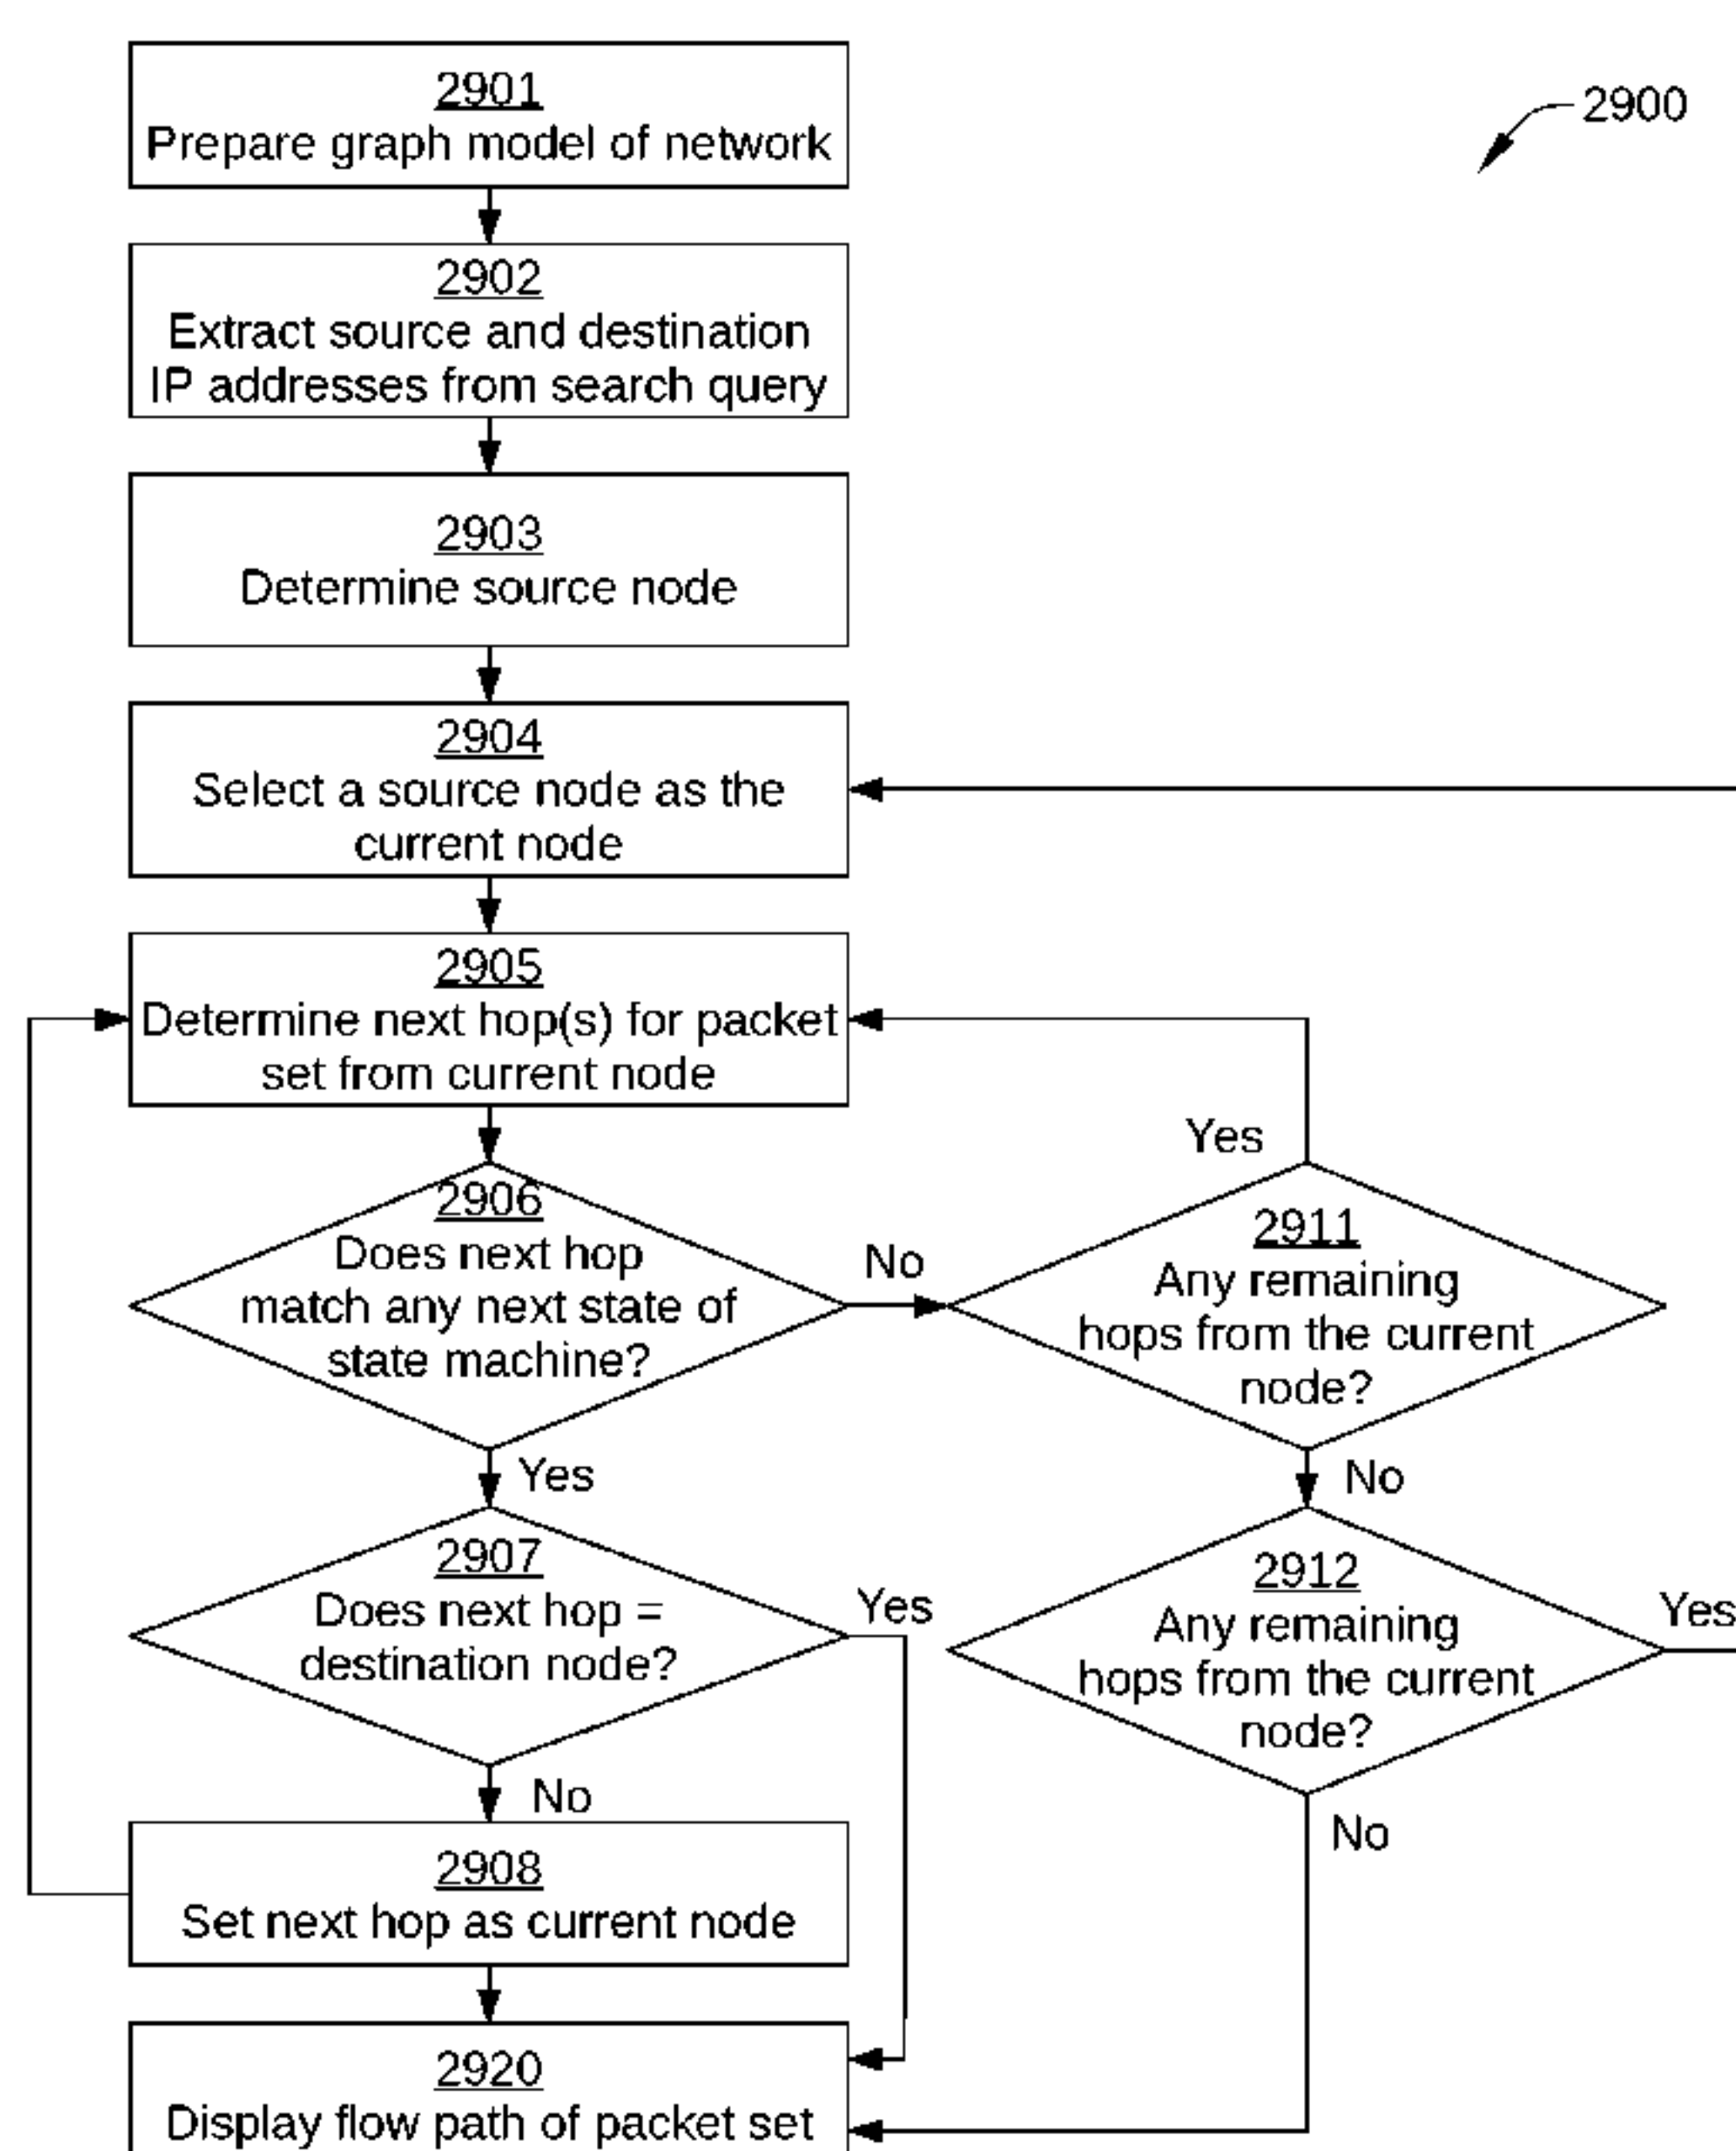 2900
2901
Prepare graph model of network
2902
Extract source and destination
IP addresses from search query
2903
Determine source node
2904
Select a source node as the
current node
2905
Determine next hop(s) for packet
set from current node
2906
Does next hop
match any next state of
state machine?
No
Yes
2911
Any remaining
hops from the current
node?
Yes
No
2907
Does next hop =
destination node?
Yes
No
2912
Any remaining
hops from the current
node?
Yes
No
2908
Set next hop as current node
2920
Display flow path of packet set